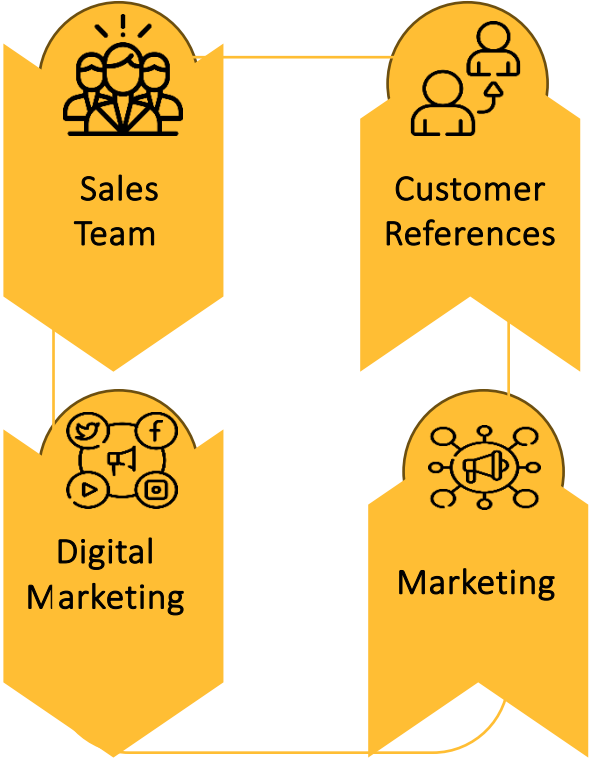 Sales
Team
Customer
References
Digital
Marketing
Marketing